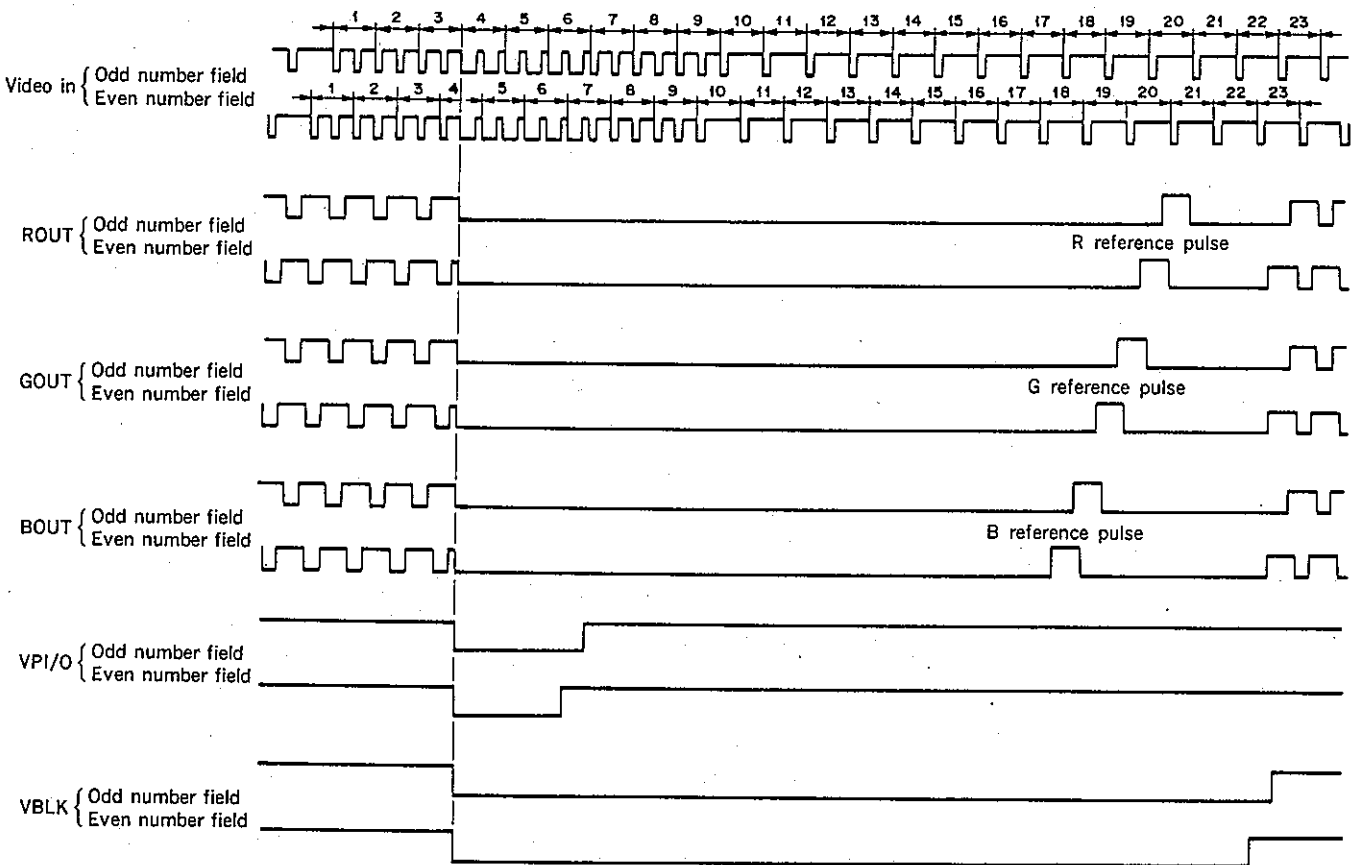 1 2 3 4 5 6 7 8 9 10 11 12 13 14 15 16 17 18 19 20 21 22 23
Video in { Odd number field
Even number field
1 2 3 4 5 6 7 8 9 10 11 12 13 14 15 16 17 18 19 20 21 22 23
ROUT { Odd number field
Even number field
R reference pulse
GOUT { Odd number field
Even number field
G reference pulse
BOUT { Odd number field
Even number field
B reference pulse
VPI/O { Odd number field
Even number field
VBLK { Odd number field
Even number field